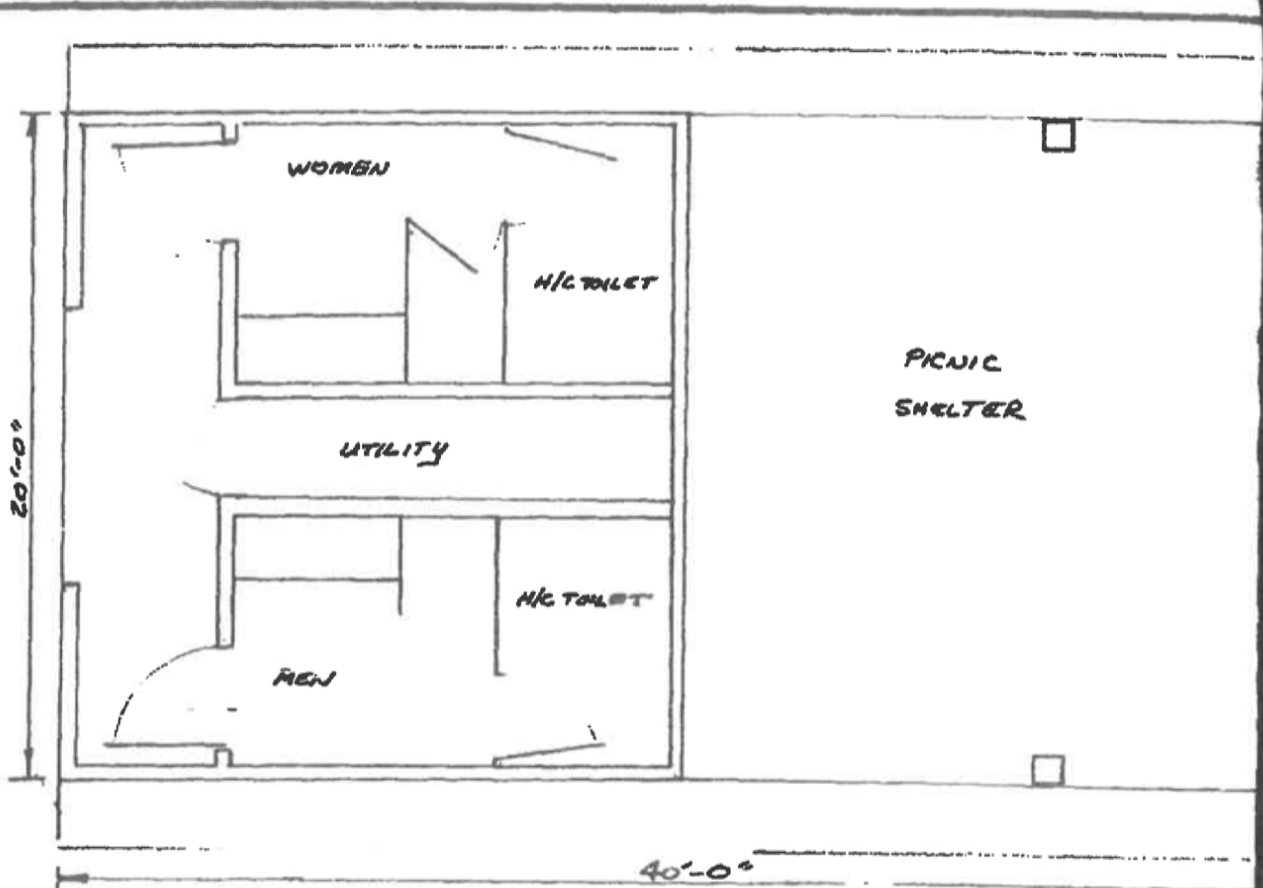 WOMEN
H/C TOILET
PICNIC
SHELTER
UTILITY
20'-0"
H/C TOILET
MEN
40'-0"